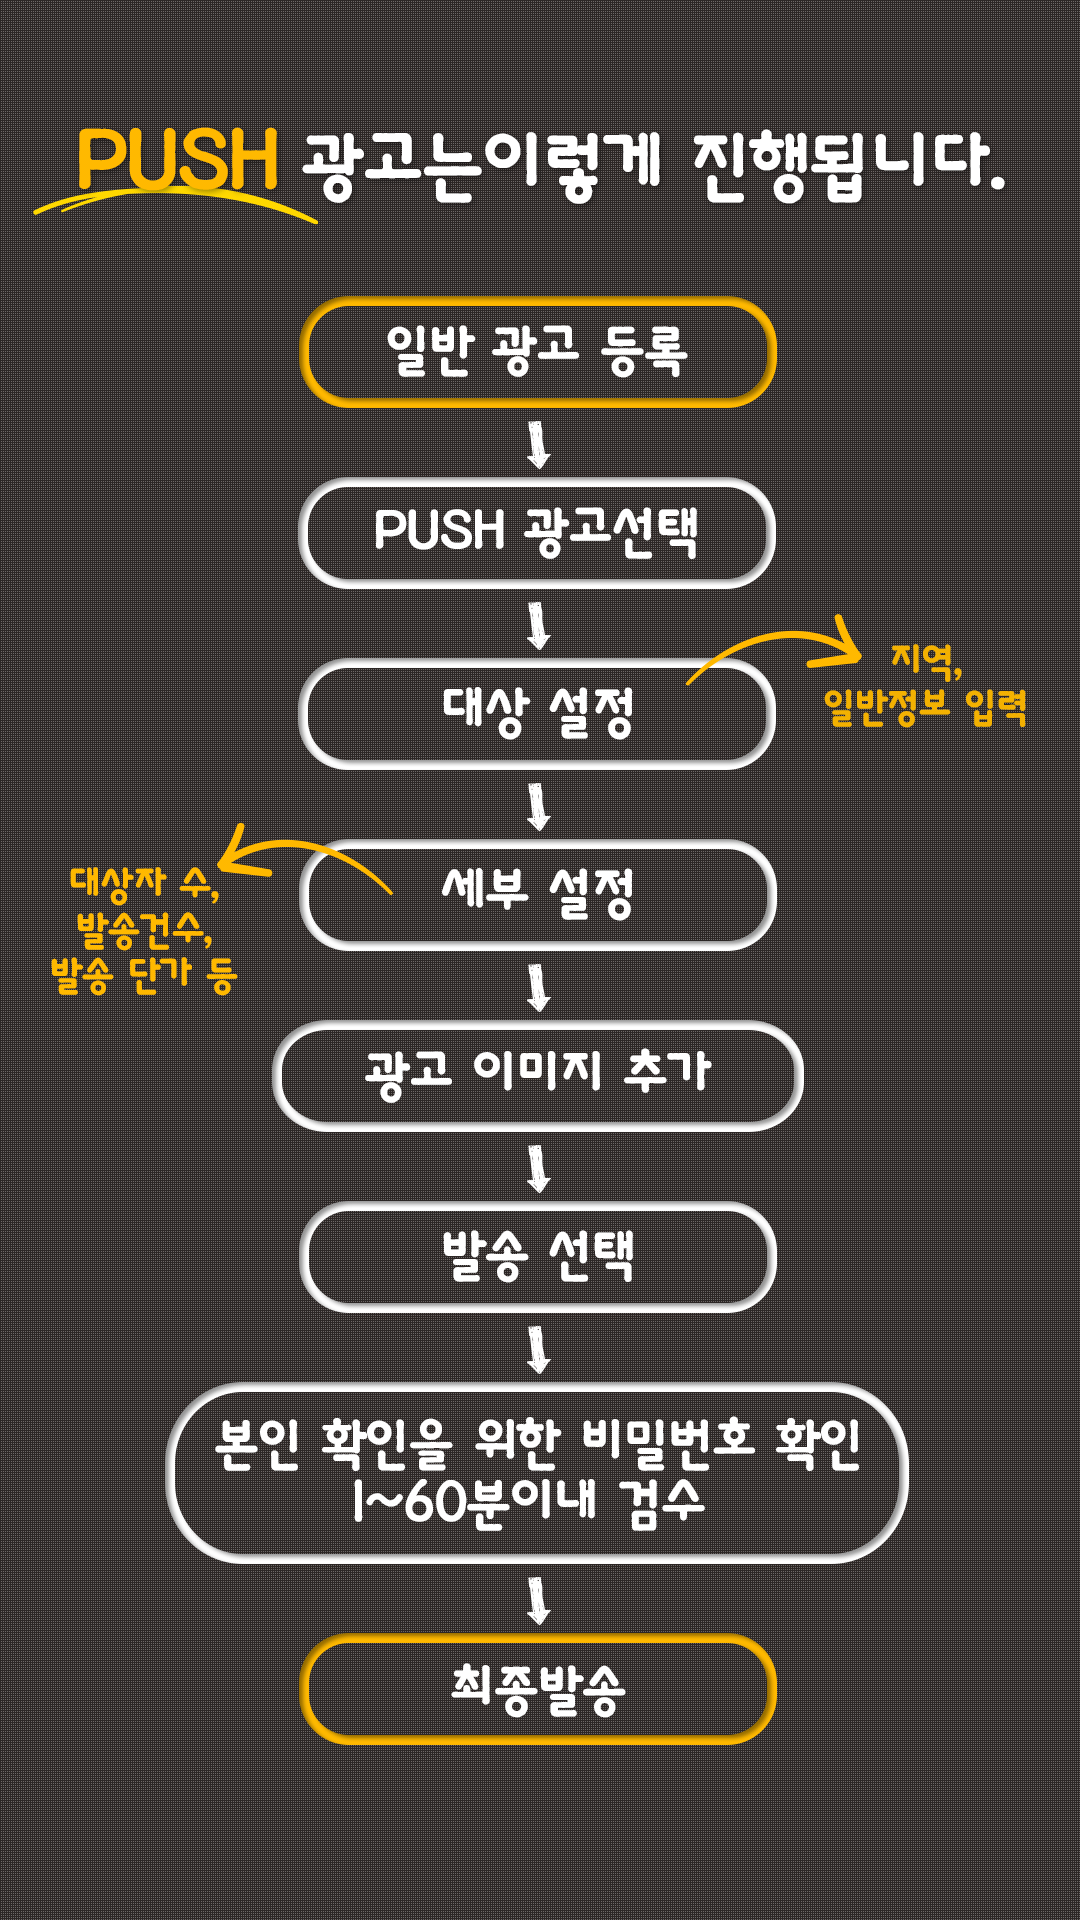 PUSH 광고는이렇게 진행됩니다.
일반 광고 등록
PUSH 광고선택
대상 설정
지역,
일반정보 입력
세부 설정
대상자 수,
발송건수,
발송 단가 등
광고 이미지 추가
발송 선택
본인 확인을 위한 비밀번호 확인
1~60분이내 검수
최종발송